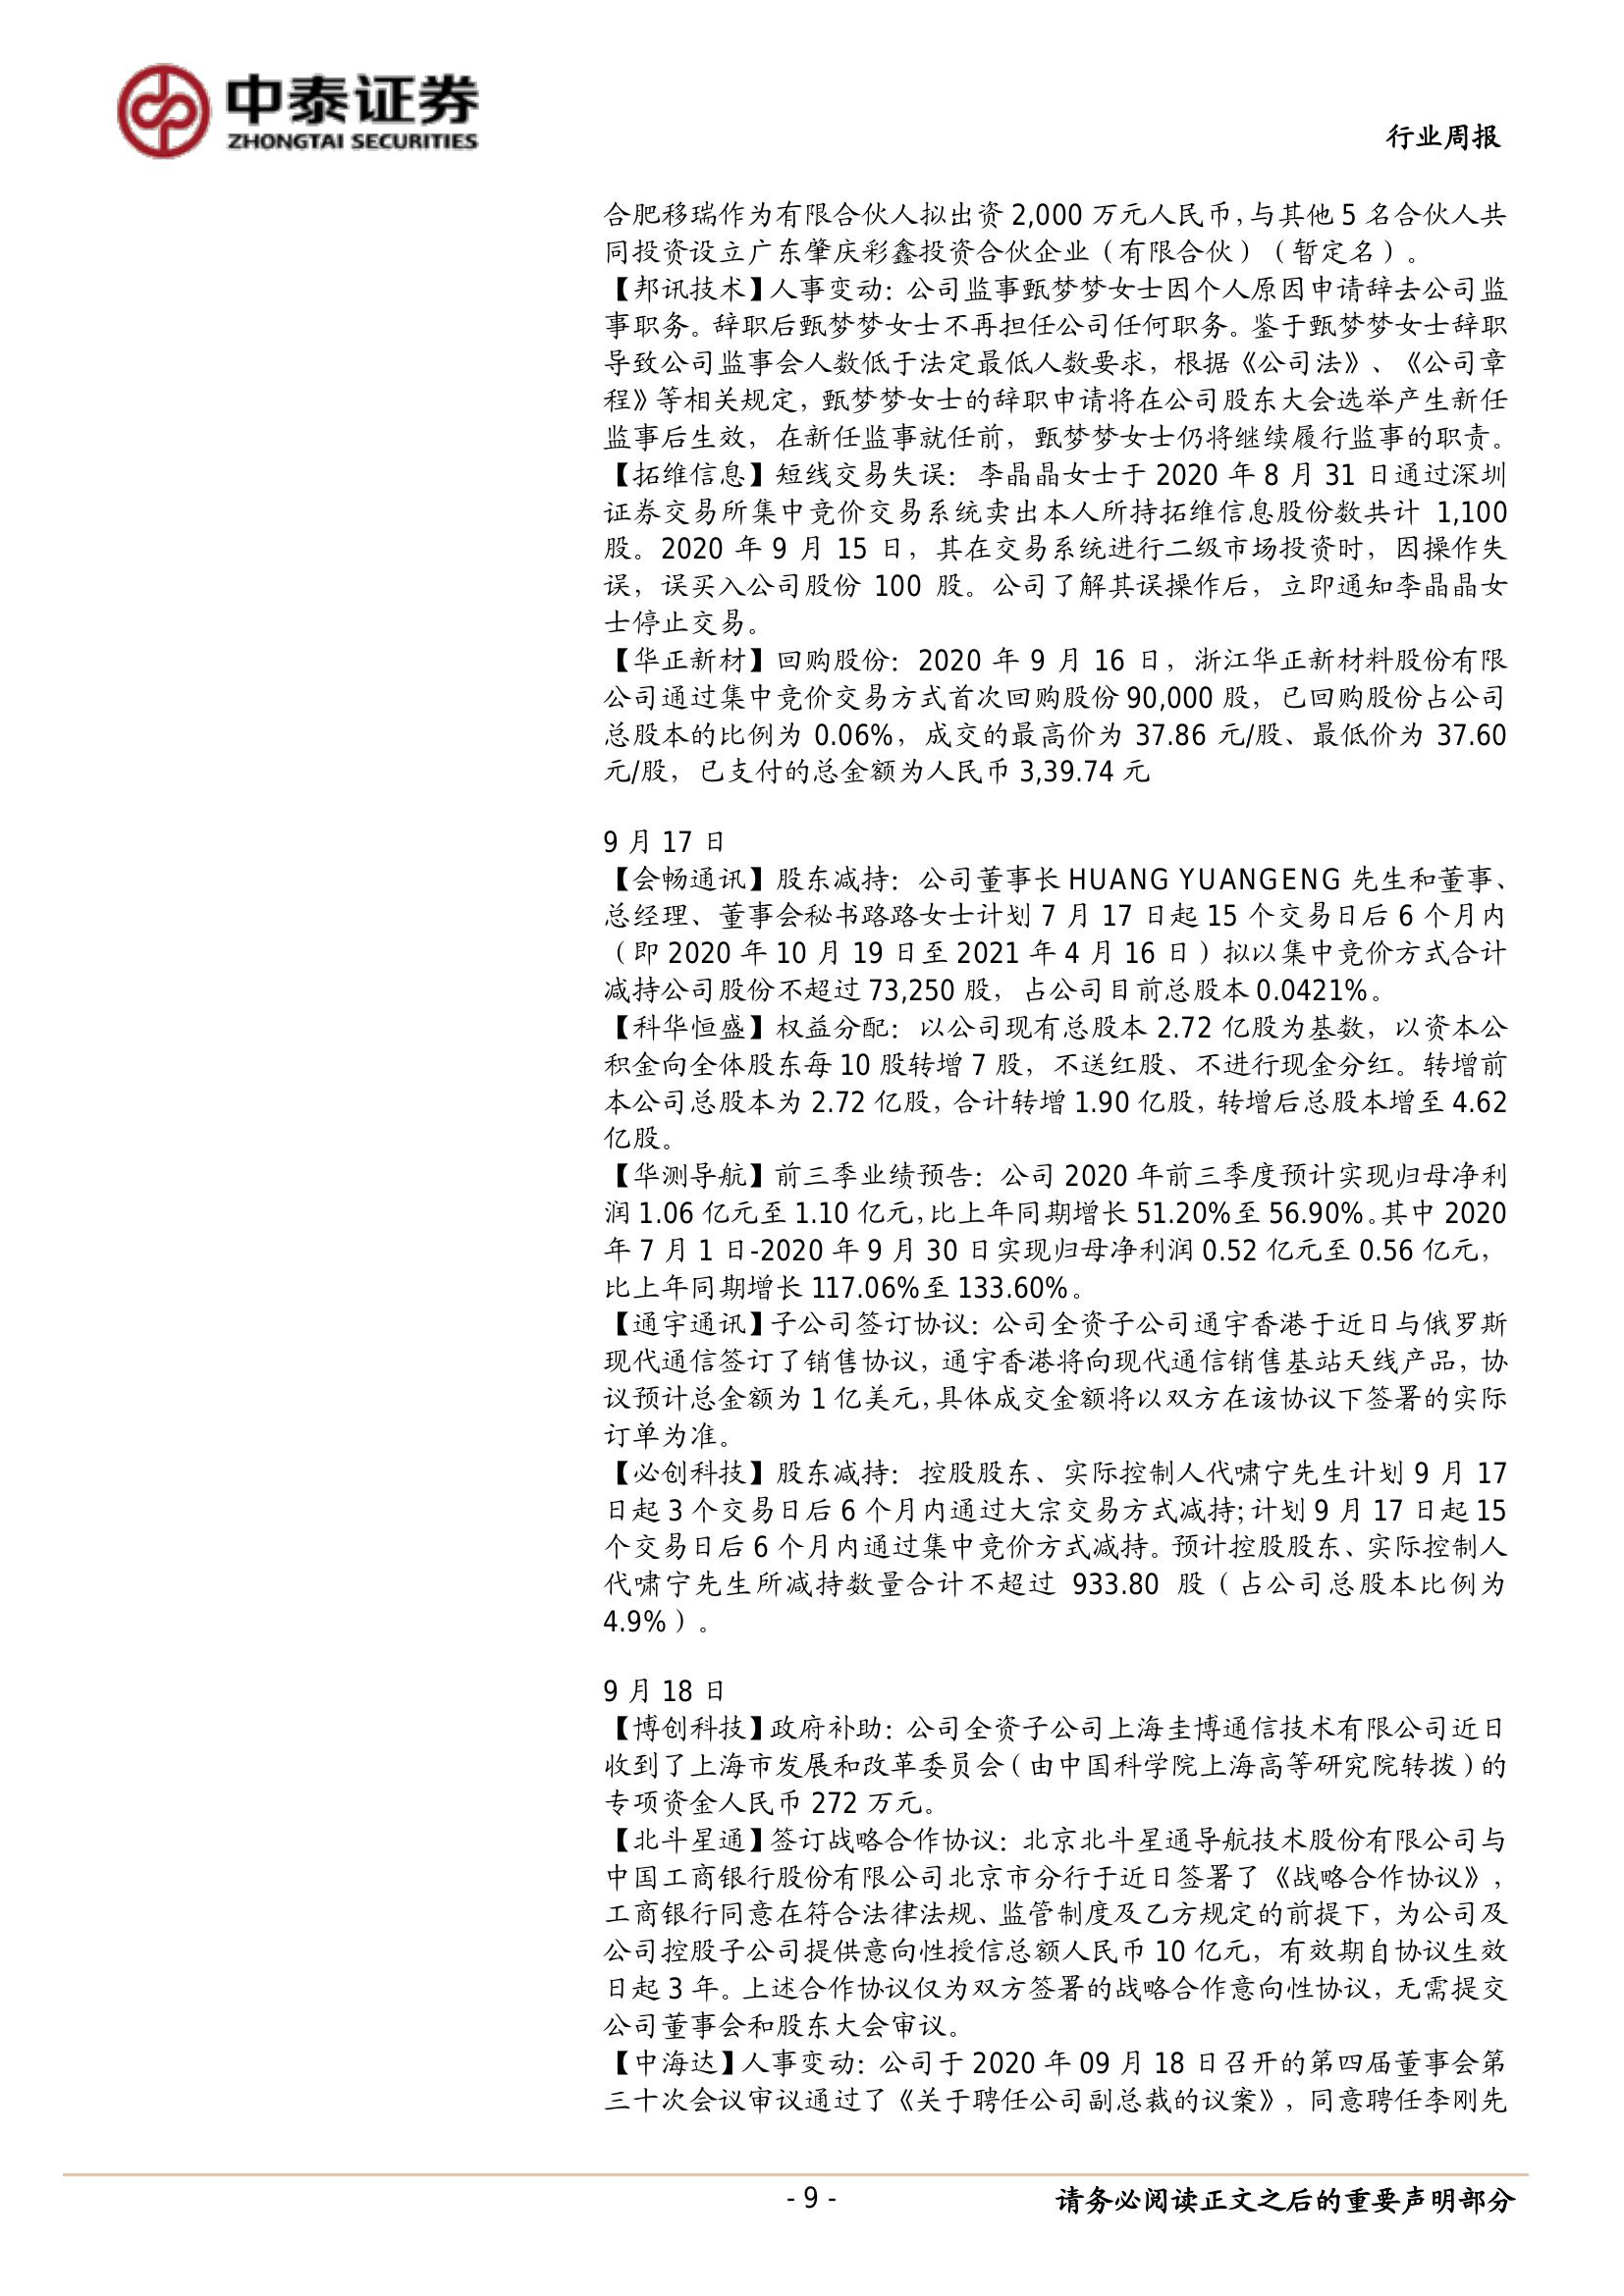 中泰证券
ZHONGTAI SECURITIES
行业周报
合肥移瑞作为有限合伙人拟出资 2,000 万元人民币，与其他 5 名合伙人共
同投资设立广东肇庆彩鑫投资合伙企业（有限合伙）（暂定名）。
【邦讯技术】人事变动：公司监事甄梦梦女士因个人原因申请辞去公司监
事职务。辞职后甄梦梦女士不再担任公司任何职务。鉴于甄梦梦女士辞职
导致公司监事会人数低于法定最低人数要求，根据《公司法》、《公司章
程》等相关规定，甄梦梦女士的辞职申请将在公司股东大会选举产生新任
监事后生效，在新任监事就任前，甄梦梦女士仍将继续履行监事的职责。
【拓维信息】短线交易失误：李晶晶女士于 2020 年 8 月 31 日通过深圳
证券交易所集中竞价交易系统卖出本人所持拓维信息股份数共计 1,100
股。2020 年 9 月 15 日，其在交易系统进行二级市场投资时，因操作失
误，误买入公司股份 100 股。公司了解其误操作后，立即通知李晶晶女
士停止交易。
【华正新材】回购股份：2020 年 9 月 16 日，浙江华正新材料股份有限
公司通过集中竞价交易方式首次回购股份 90,000 股，已回购股份占公司
总股本的比例为 0.06%，成交的最高价为 37.86 元/股、最低价为 37.60
元/股，已支付的总金额为人民币 3,39.74 元
9 月 17 日
【会畅通讯】股东减持：公司董事长 HUANG YUANGENG 先生和董事、
总经理、董事会秘书路路女士计划 7 月 17 日起 15 个交易日后 6 个月内
（即 2020 年 10 月 19 日至 2021 年 4 月 16 日）拟以集中竞价方式合计
减持公司股份不超过 73,250 股，占公司目前总股本 0.0421%。
【科华恒盛】权益分配：以公司现有总股本 2.72 亿股为基数，以资本公
积金向全体股东每 10 股转增 7 股，不送红股、不进行现金分红。转增前
本公司总股本为 2.72 亿股，合计转增 1.90 亿股，转增后总股本增至 4.62
亿股。
【华测导航】前三季业绩预告：公司 2020 年前三季度预计实现归母净利
润 1.06 亿元至 1.10 亿元，比上年同期增长 51.20%至 56.90%。其中 2020
年 7 月 1 日-2020 年 9 月 30 日实现归母净利润 0.52 亿元至 0.56 亿元，
比上年同期增长 117.06%至 133.60%。
【通宇通讯】子公司签订协议：公司全资子公司通宇香港于近日与俄罗斯
现代通信签订了销售协议，通宇香港将向现代通信销售基站天线产品，协
议预计总金额为 1 亿美元，具体成交金额将以双方在该协议下签署的实际
订单为准。
【必创科技】股东减持：控股股东、实际控制人代啸宁先生计划 9 月 17
日起 3 个交易日后 6 个月内通过大宗交易方式减持；计划 9 月 17 日起 15
个交易日后 6 个月内通过集中竞价方式减持。预计控股股东、实际控制人
代啸宁先生所减持数量合计不超过 933.80 股（占公司总股本比例为
4.9%）。
9 月 18 日
【博创科技】政府补助：公司全资子公司上海圭博通信技术有限公司近日
收到了上海市发展和改革委员会（由中国科学院上海高等研究院转拨）的
专项资金人民币 272 万元。
【北斗星通】签订战略合作协议：北京北斗星通导航技术股份有限公司与
中国工商银行股份有限公司北京市分行于近日签署了《战略合作协议》，
工商银行同意在符合法律法规、监管制度及乙方规定的前提下，为公司及
公司控股子公司提供意向性授信总额人民币 10 亿元，有效期自协议生效
日起 3 年。上述合作协议仅为双方签署的战略合作意向性协议，无需提交
公司董事会和股东大会审议。
【中海达】人事变动：公司于 2020 年 09 月 18 日召开的第四届董事会第
三十次会议审议通过了《关于聘任公司副总裁的议案》，同意聘任李刚先
- 9 -
请务必阅读正文之后的重要声明部分